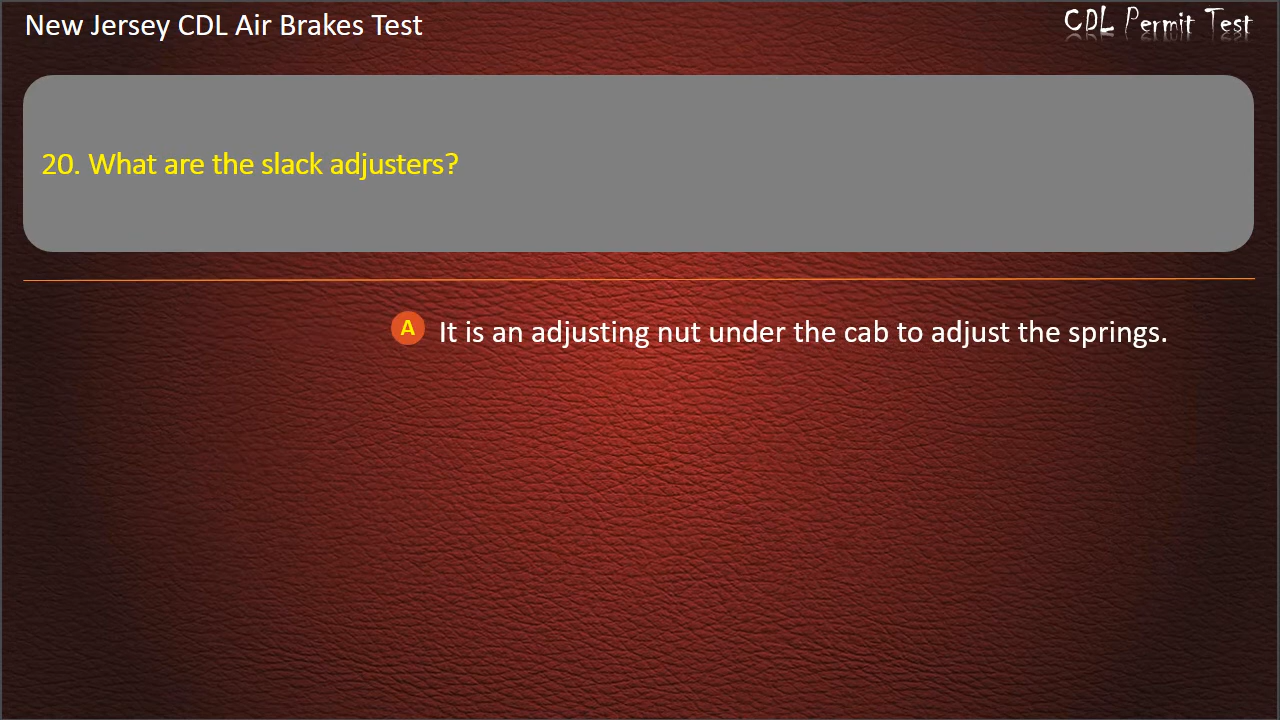 New Jersey CDL Air Brakes Test
CDL Permit Test
20. What are the slack adjusters?
A It is an adjusting nut under the cab to adjust the springs.